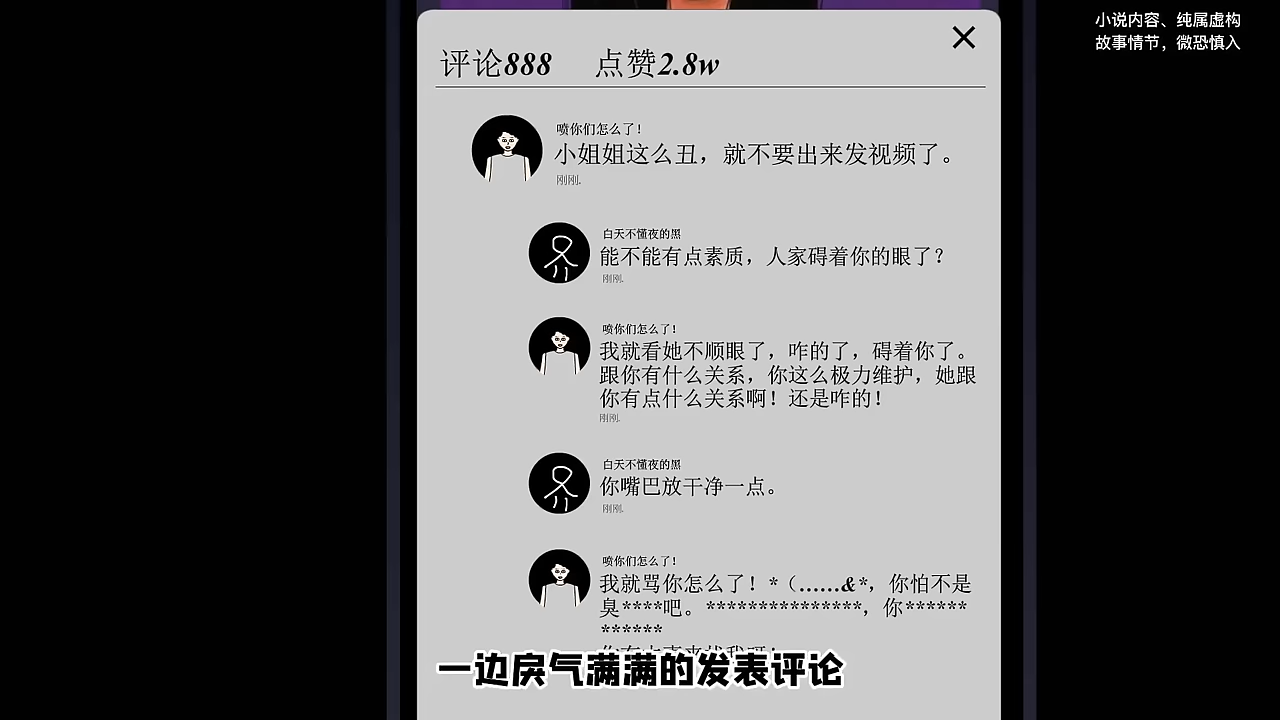 小说内容、纯属虚构
故事情节，微恐慎入
评论888 点赞2.8w
喷你们怎么了！
小姐姐这么丑，就不要出来发视频了。
刚刚.
白天不懂夜的黑
能不能有点素质，人家碍着你的眼了？
刚刚.
喷你们怎么了！
我就看她不顺眼了，咋的了，碍着你了。
跟你有什么关系，你这么极力维护，她跟
你有点什么关系啊！还是咋的！
刚刚.
白天不懂夜的黑
你嘴巴放干净一点。
刚刚.
喷你们怎么了！
我就骂你怎么了！*（……&*，你怕不是
臭****吧。***************，你******
******
一边戾气满满的发表评论